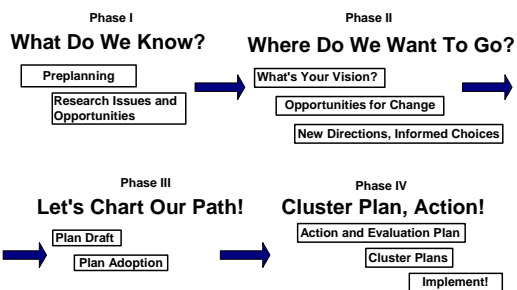 Phase I
What Do We Know?
Preplanning
Research Issues and
Opportunities
Phase II
Where Do We Want To Go?
What's Your Vision?
Opportunities for Change
New Directions, Informed Choices
Phase III
Let's Chart Our Path!
Plan Draft
Plan Adoption
Phase IV
Cluster Plan, Action!
Action and Evaluation Plan
Cluster Plans
Implement!